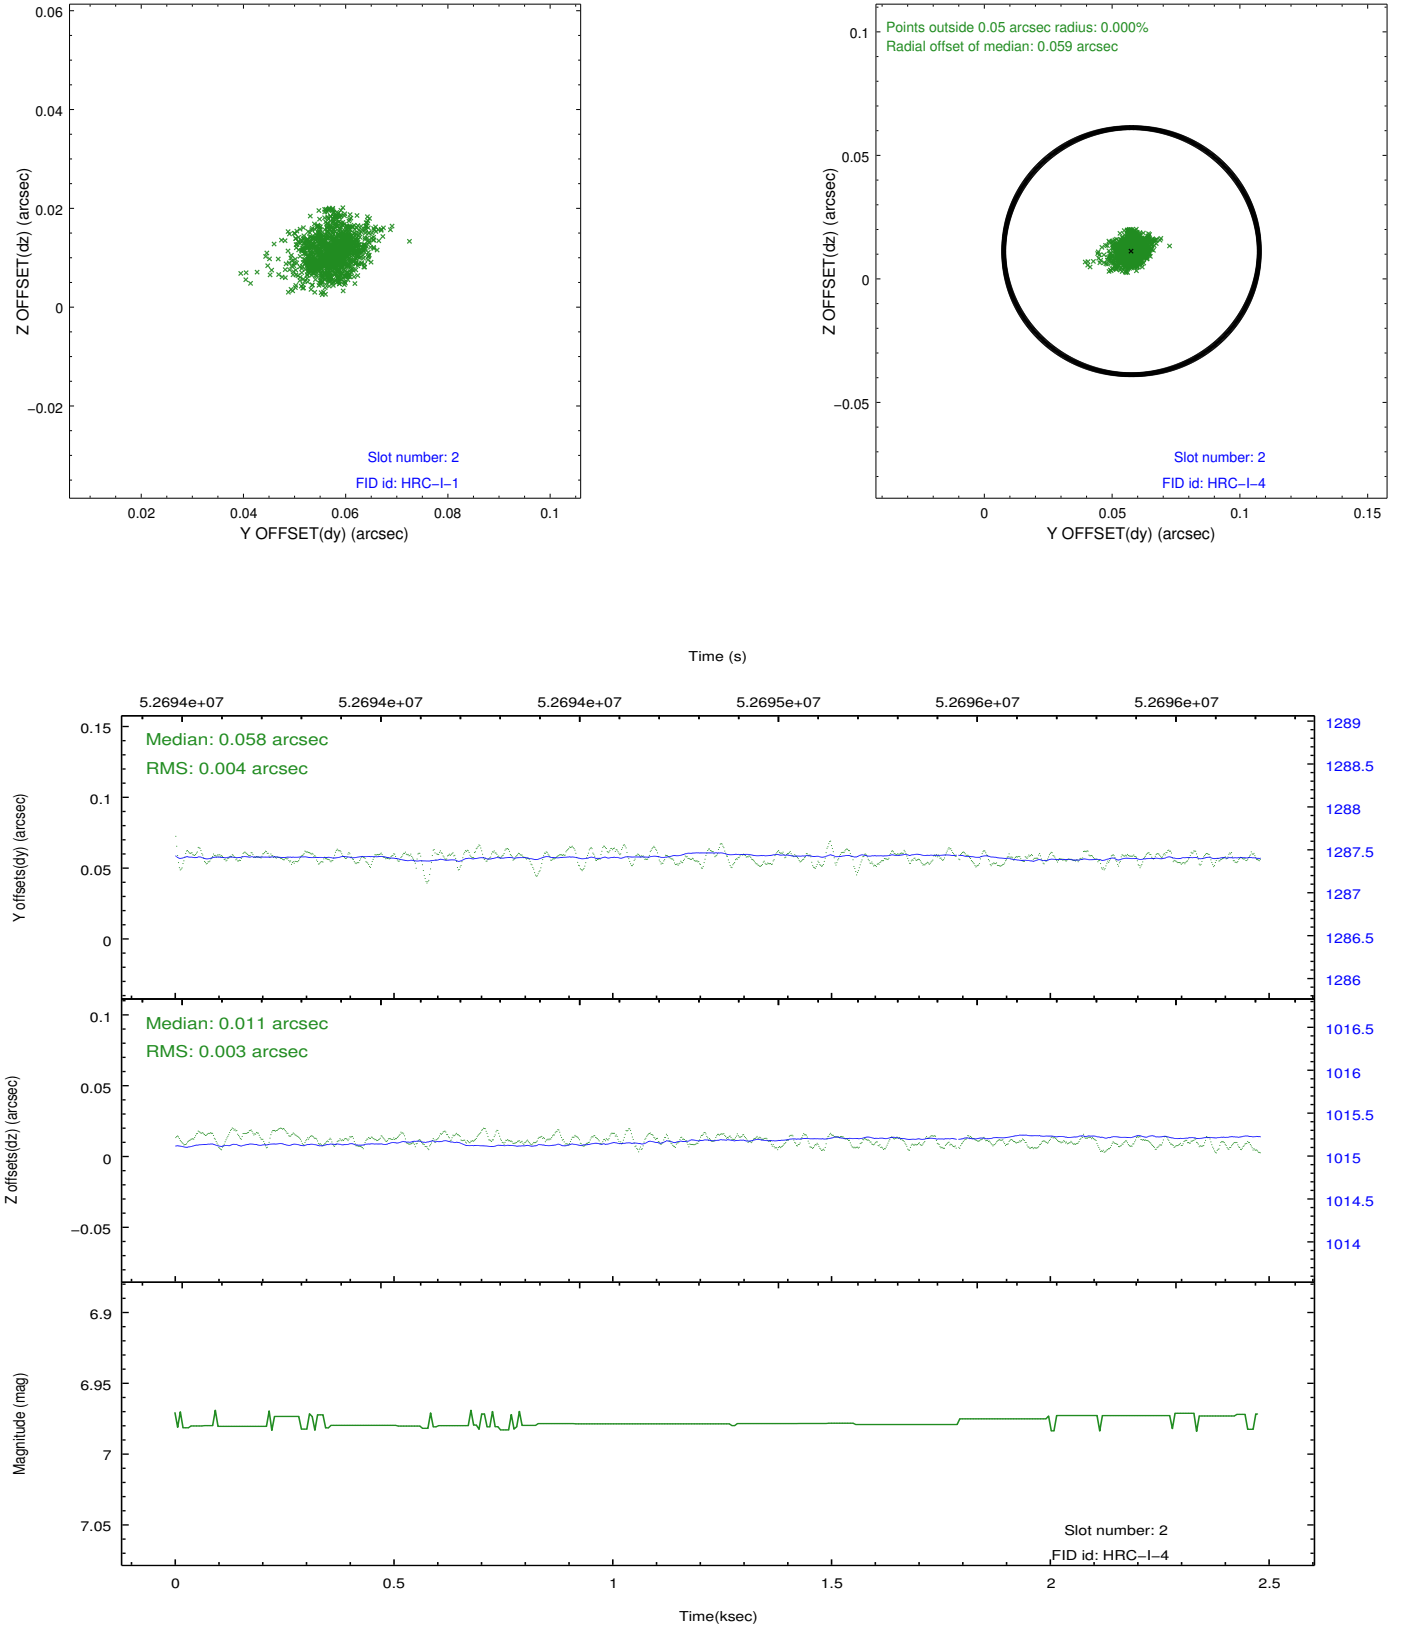 0.06
0.04
0.02
0
−0.02
Z OFFSET(dz) (arcsec)
Slot number: 2
FID id: HRC−I−1
0.02 0.04 0.06 0.08 0.1
Y OFFSET(dy) (arcsec)
Points outside 0.05 arcsec radius: 0.000%
Radial offset of median: 0.059 arcsec
0.1
0.05
0
−0.05
Z OFFSET(dz) (arcsec)
Slot number: 2
FID id: HRC−I−4
0 0.05 0.1 0.15
Y OFFSET(dy) (arcsec)
Time (s)
5.2694e+07 5.2694e+07 5.2694e+07 5.2695e+07 5.2696e+07 5.2696e+07
Median: 0.058 arcsec
RMS: 0.004 arcsec
0.15
0.1
0.05
0
Y offsets(dy) (arcsec)
1289
1288.5
1288
1287.5
1287
1286.5
1286
Median: 0.011 arcsec
RMS: 0.003 arcsec
0.1
0.05
0
−0.05
Z offsets(dz) (arcsec)
1016.5
1016
1015.5
1015
1014.5
1014
6.9
6.95
7
7.05
Magnitude (mag)
Slot number: 2
FID id: HRC−I−4
0 0.5 1 1.5 2 2.5
Time(ksec)